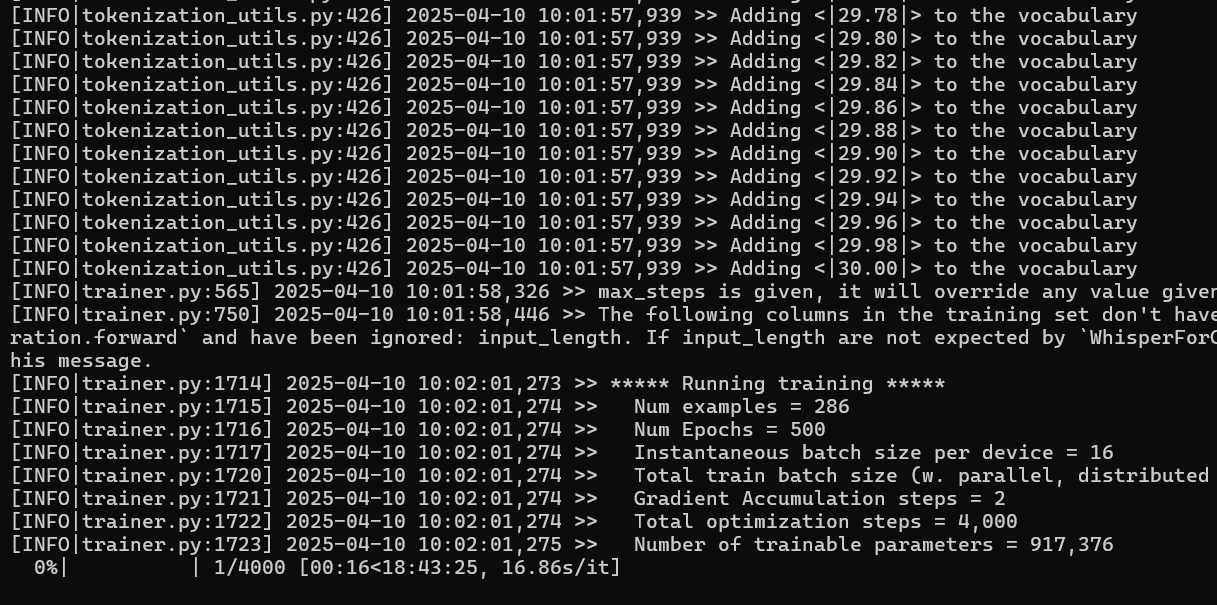 [INFO|tokenization_utils.py:426] 2025-04-10 10:01:57,939 >> Adding <|29.78|> to the vocabulary
[INFO|tokenization_utils.py:426] 2025-04-10 10:01:57,939 >> Adding <|29.80|> to the vocabulary
[INFO|tokenization_utils.py:426] 2025-04-10 10:01:57,939 >> Adding <|29.82|> to the vocabulary
[INFO|tokenization_utils.py:426] 2025-04-10 10:01:57,939 >> Adding <|29.84|> to the vocabulary
[INFO|tokenization_utils.py:426] 2025-04-10 10:01:57,939 >> Adding <|29.86|> to the vocabulary
[INFO|tokenization_utils.py:426] 2025-04-10 10:01:57,939 >> Adding <|29.88|> to the vocabulary
[INFO|tokenization_utils.py:426] 2025-04-10 10:01:57,939 >> Adding <|29.90|> to the vocabulary
[INFO|tokenization_utils.py:426] 2025-04-10 10:01:57,939 >> Adding <|29.92|> to the vocabulary
[INFO|tokenization_utils.py:426] 2025-04-10 10:01:57,939 >> Adding <|29.94|> to the vocabulary
[INFO|tokenization_utils.py:426] 2025-04-10 10:01:57,939 >> Adding <|29.96|> to the vocabulary
[INFO|tokenization_utils.py:426] 2025-04-10 10:01:57,939 >> Adding <|29.98|> to the vocabulary
[INFO|tokenization_utils.py:426] 2025-04-10 10:01:57,939 >> Adding <|30.00|> to the vocabulary
[INFO|trainer.py:565] 2025-04-10 10:01:58,326 >> max_steps is given, it will override any value given
[INFO|trainer.py:750] 2025-04-10 10:01:58,446 >> The following columns in the training set don't have
ration.forward` and have been ignored: input_length. If input_length are not expected by `WhisperForG
his message.
[INFO|trainer.py:1714] 2025-04-10 10:02:01,273 >> ***** Running training *****
[INFO|trainer.py:1715] 2025-04-10 10:02:01,274 >>   Num examples = 286
[INFO|trainer.py:1716] 2025-04-10 10:02:01,274 >>   Num Epochs = 500
[INFO|trainer.py:1717] 2025-04-10 10:02:01,274 >>   Instantaneous batch size per device = 16
[INFO|trainer.py:1720] 2025-04-10 10:02:01,274 >>   Total train batch size (w. parallel, distributed
[INFO|trainer.py:1721] 2025-04-10 10:02:01,274 >>   Gradient Accumulation steps = 2
[INFO|trainer.py:1722] 2025-04-10 10:02:01,274 >>   Total optimization steps = 4,000
[INFO|trainer.py:1723] 2025-04-10 10:02:01,275 >>   Number of trainable parameters = 917,376
  0%|          | 1/4000 [00:16<18:43:25, 16.86s/it]